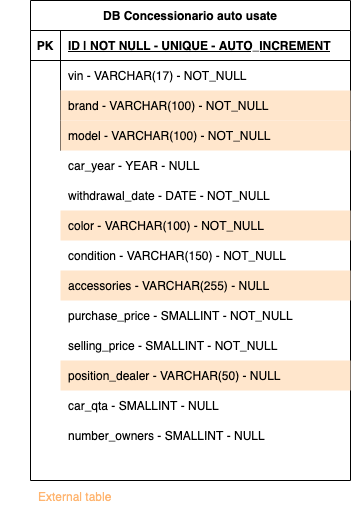 DB Concessionario auto usate
PK ID | NOT NULL - UNIQUE - AUTO_INCREMENT
vin - VARCHAR(17) - NOT_NULL
brand - VARCHAR(100) - NOT_NULL
model - VARCHAR(100) - NOT_NULL
car_year - YEAR - NULL
withdrawal_date - DATE - NOT_NULL
color - VARCHAR(100) - NOT_NULL
condition - VARCHAR(150) - NOT_NULL
accessories - VARCHAR(255) - NULL
purchase_price - SMALLINT - NOT_NULL
selling_price - SMALLINT - NOT_NULL
position_dealer - VARCHAR(50) - NULL
car_qta - SMALLINT - NULL
number_owners - SMALLINT - NULL
External table